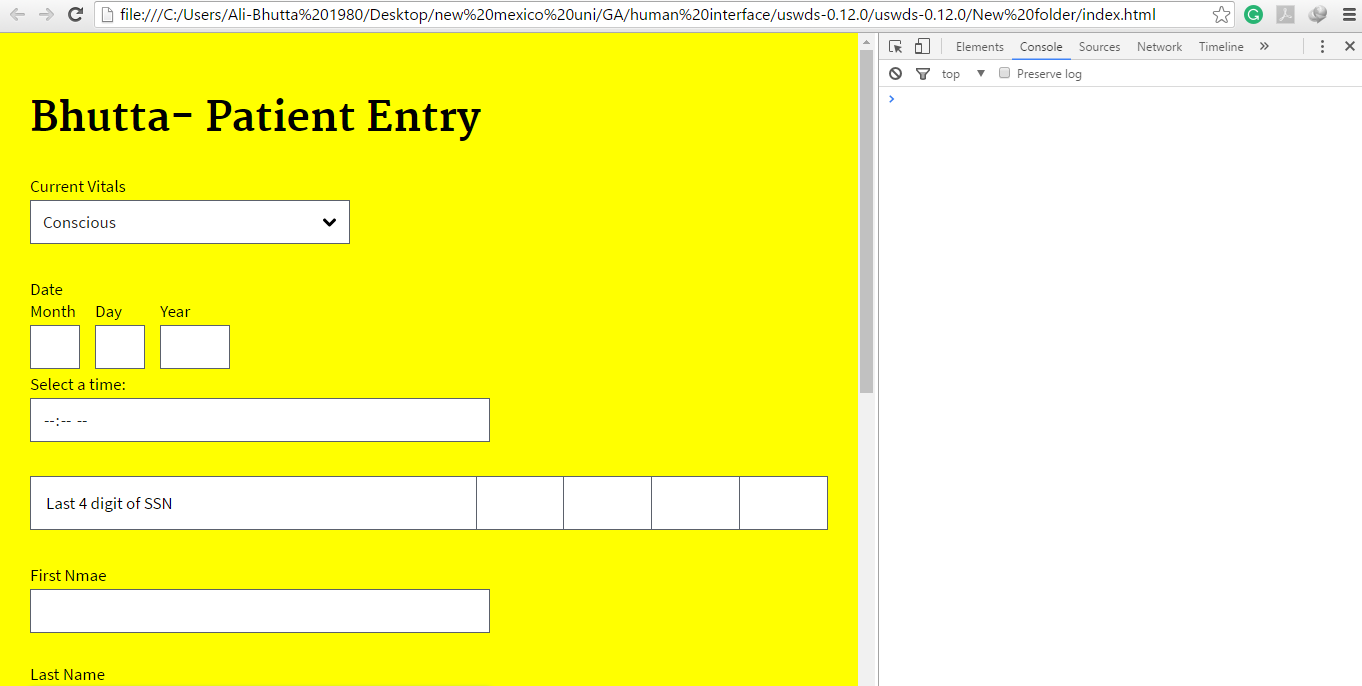 file:///C:/Users/Ali-Bhutta%201980/Desktop/new%20mexico%20uni/GA/human%20interface/uswds-0.12.0/uswds-0.12.0/New%20folder/index.html
Elements Console Sources Network Timeline »
top Preserve log
Bhutta- Patient Entry
Current Vitals
Conscious
Date
Month Day Year
Select a time:
--:-- --
Last 4 digit of SSN
First Nmae
Last Name